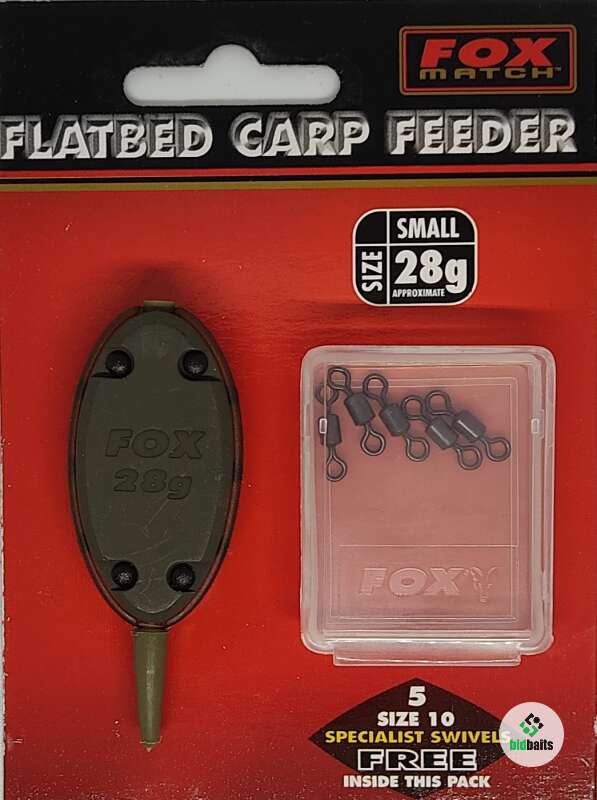 FOX
MATCH™
FLATBED CARP FEEDER
SIZE
SMALL
28g
APPROXIMATE
FOX
28g
FOX
5
SIZE 10
SPECIALIST SWIVELS
FREE
INSIDE THIS PACK
bidbaits